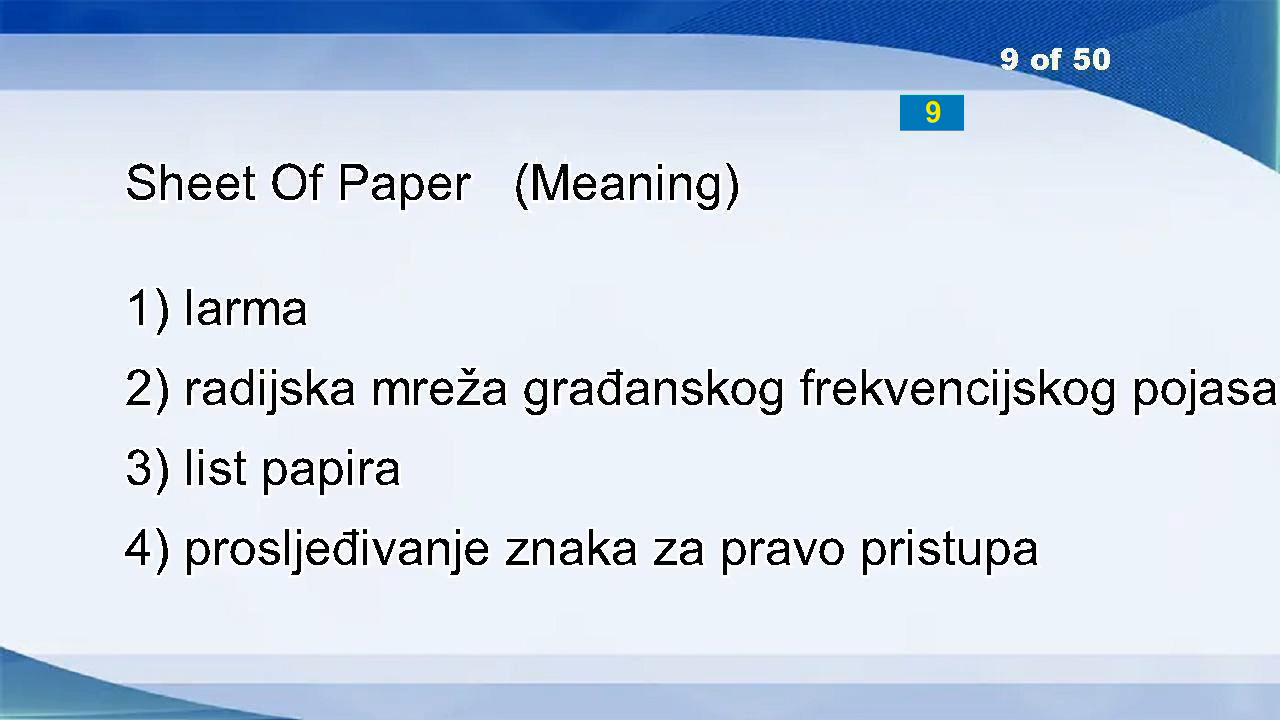 9 of 50
9
Sheet Of Paper (Meaning)
1) larma
2) radijska mreža građanskog frekvencijskog pojasa
3) list papira
4) prosljeđivanje znaka za pravo pristupa